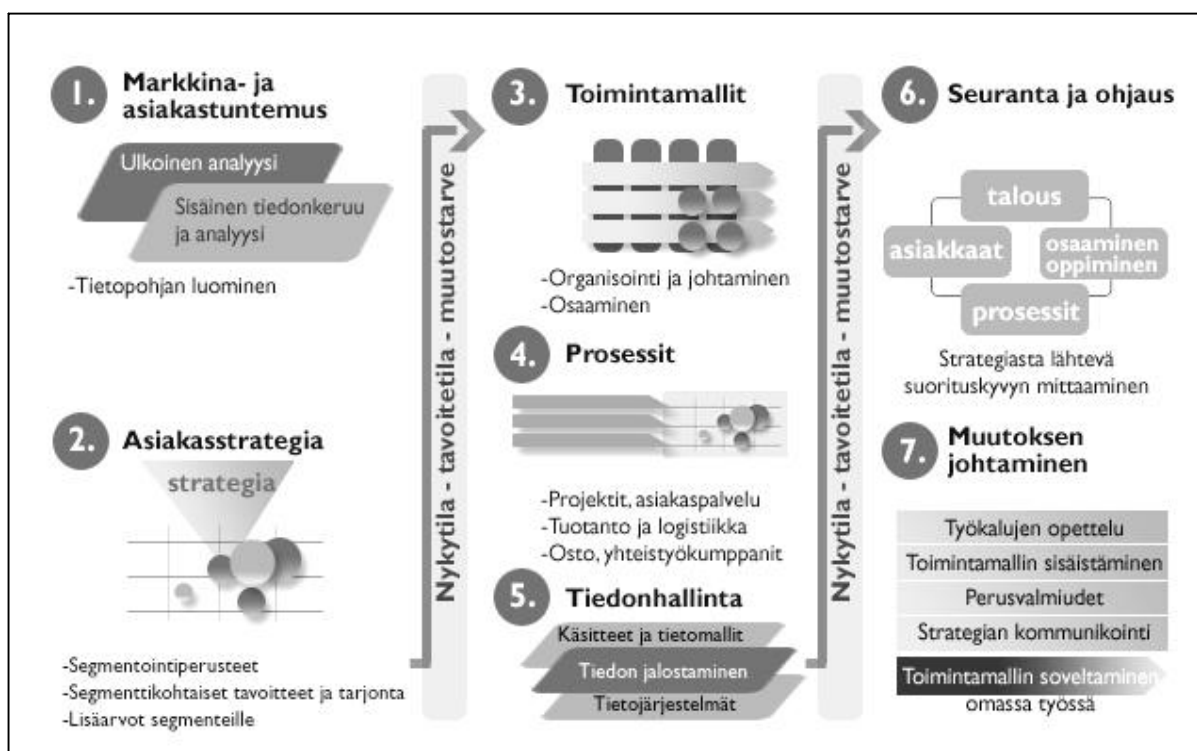 1.
Markkina- ja
asiakastuntemus
Ulkoinen analyysi
Sisäinen tiedonkeruu
ja analyysi
-Tietopohjan luominen
2.
Asiakasstrategia
strategia
-Segmentointiperusteet
-Segmenttikohtaiset tavoitteet ja tarjonta
-Lisäarvot segmenteille
Nykytila - tavoitetila - muutostarve
3.
Toimintamallit
-Organisointi ja johtaminen
-Osaaminen
4.
Prosessit
-Projektit, asiakaspalvelu
-Tuotanto ja logistiikka
-Osto, yhteistyökumppanit
5.
Tiedonhallinta
Käsitteet ja tietomallit
Tiedon jalostaminen
Tietojärjestelmät
Nykytila - tavoitetila - muutostarve
6.
Seuranta ja ohjaus
talous
asiakkaat
osaaminen
oppiminen
prosessit
Strategiasta lähtevä
suorituskyvyn mittaaminen
7.
Muutoksen
johtaminen
Työkalujen opettelu
Toimintamallin sisäistäminen
Perusvalmiudet
Strategian kommunikointi
Toimintamallin soveltaminen
omassa työssä